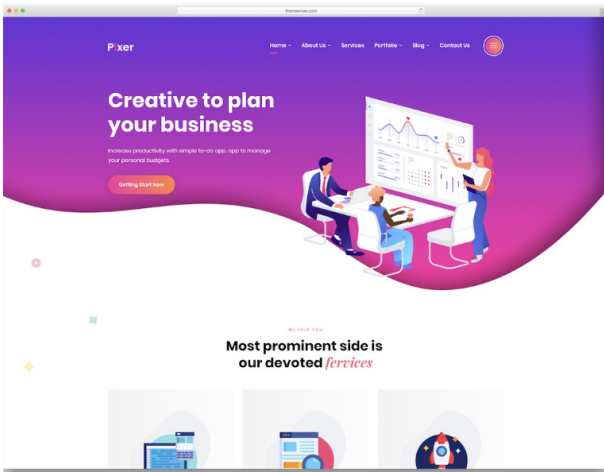 themeriver.com
Pixer
Home
About Us
Services
Portfolio
Blog
Contact Us
Creative to plan
your business
Increase productivity with simple to-do app. app to manage
your personal budgets.
Getting Start Now
WE HELP YOU
Most prominent side is
our devoted fervices